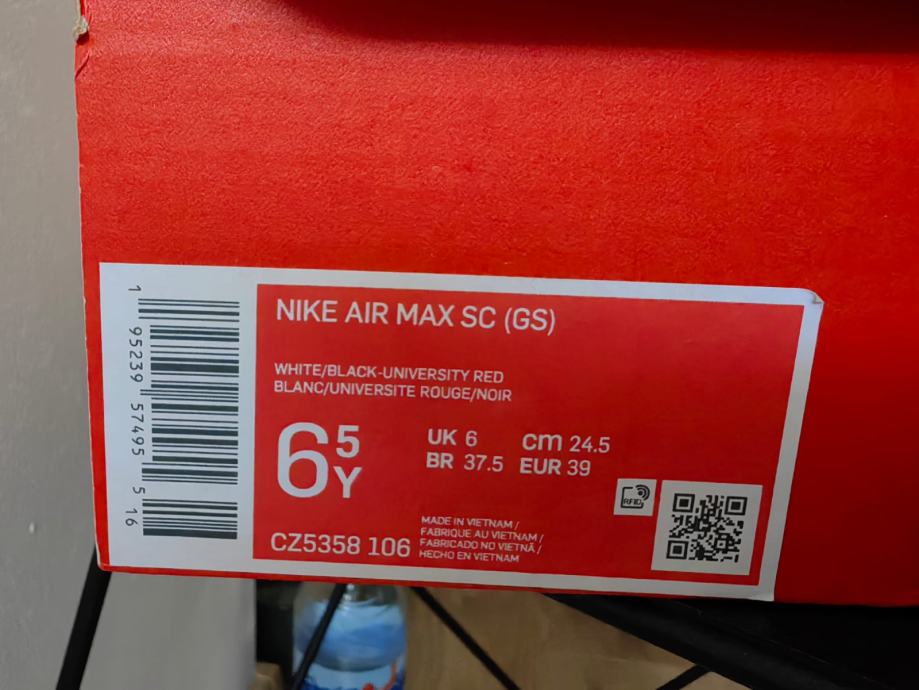 NIKE AIR MAX SC (GS)
WHITE/BLACK-UNIVERSITY RED
BLANC/UNIVERSITE ROUGE/NOIR
6 5 Y
UK 6 cm 24.5
BR 37.5 EUR 39
RFID
CZ5358 106
MADE IN VIETNAM /
FABRIQUE AU VIETNAM /
FABRICADO NO VIETNÃ /
HECHO EN VIETNAM
1 95239 57495 5 16